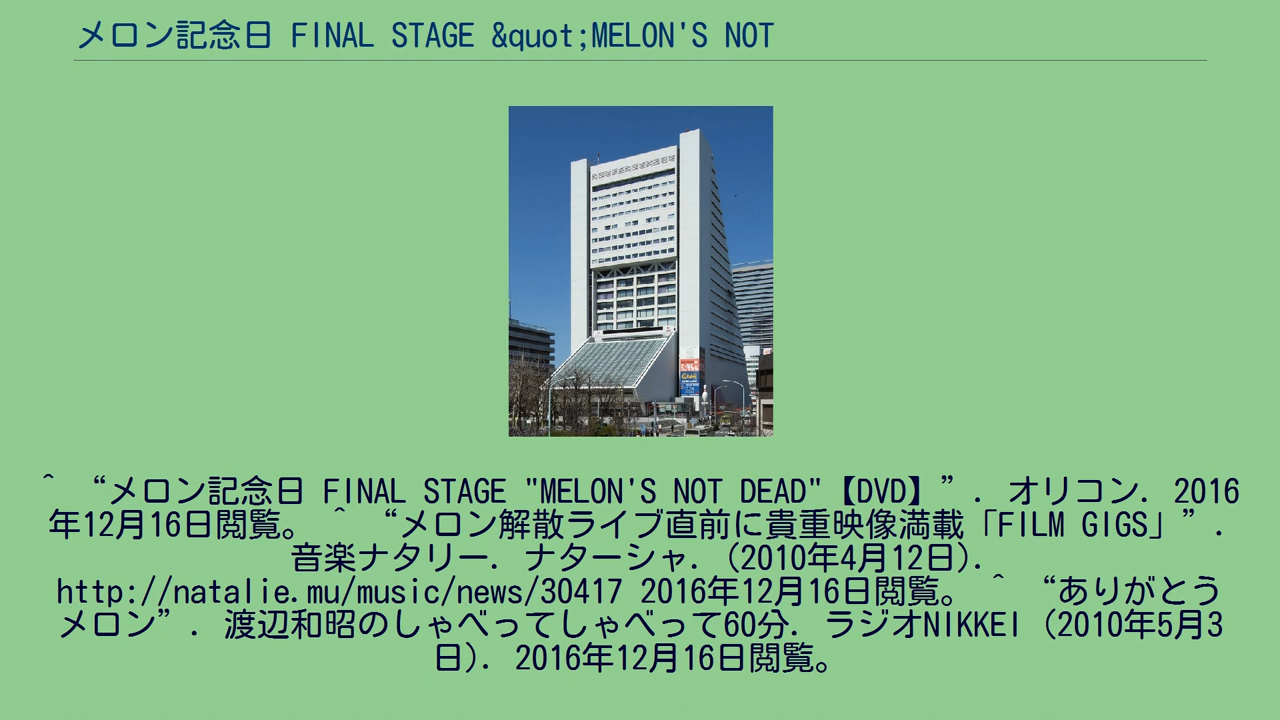 メロン記念日 FINAL STAGE &quot;MELON'S NOT
^ “メロン記念日 FINAL STAGE "MELON'S NOT DEAD"【DVD】”. オリコン. 2016
年12月16日閲覧。 ^ “メロン解散ライブ直前に貴重映像満載「FILM GIGS」”.
音楽ナタリー. ナターシャ. (2010年4月12日).
http://natalie.mu/music/news/30417 2016年12月16日閲覧。 ^ “ありがとう
メロン”. 渡辺和昭のしゃべってしゃべって60分. ラジオNIKKEI (2010年5月3
日). 2016年12月16日閲覧。